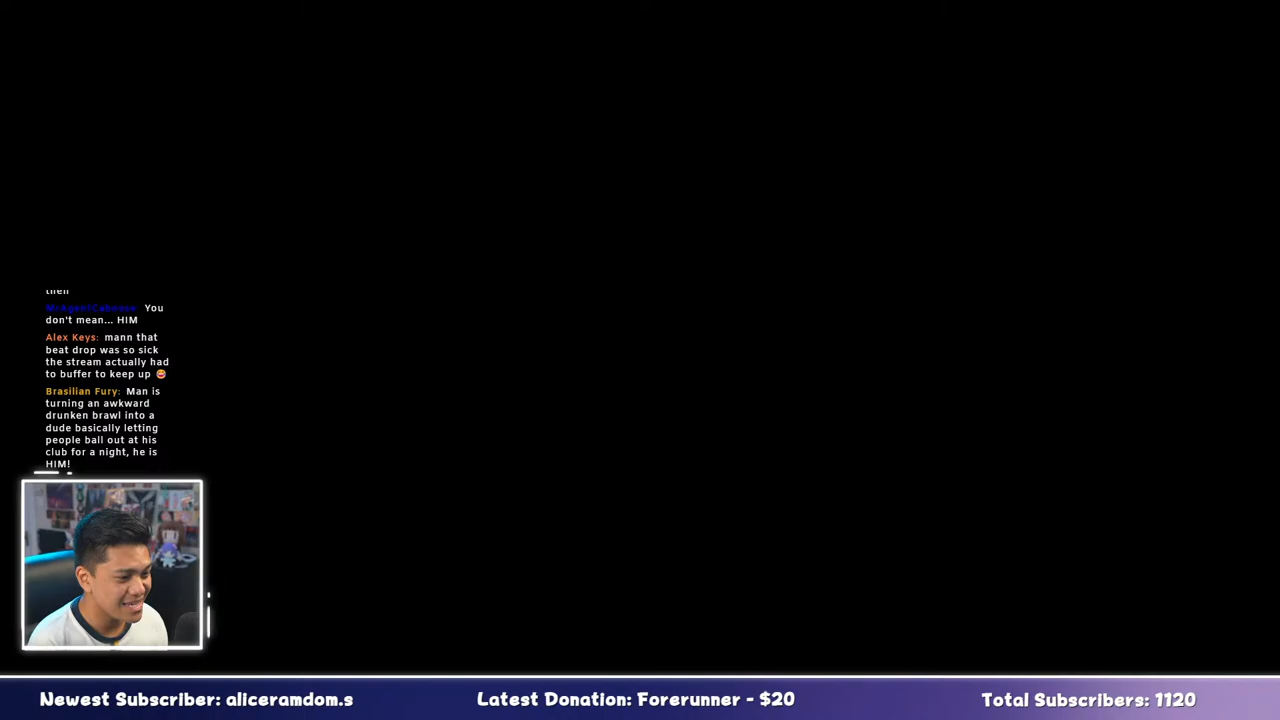 then
MrAgentCaboose: You
don't mean... HIM
Alex Keys: mann that
beat drop was so sick
the stream actually had
to buffer to keep up 😂
Brasilian Fury: Man is
turning an awkward
drunken brawl into a
dude basically letting
people ball out at his
club for a night, he is
HIM!
Newest Subscriber: aliceramdom.s
Latest Donation: Forerunner - $20
Total Subscribers: 1120